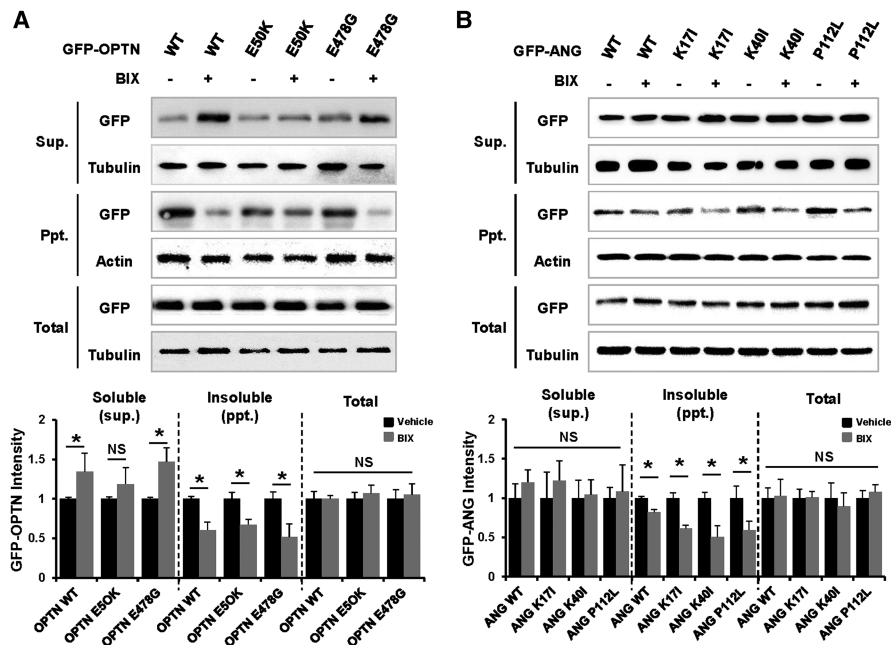 A
GFP-OPTN
WT
WT
E50K
E50K
E478G
E478G
BIX
-
+
-
+
-
+
Sup.
GFP
Tubulin
Ppt.
GFP
Actin
Total
GFP
Tubulin
Soluble
(sup.)
Insoluble
(ppt.)
Total
Vehicle
BIX
GFP-OPTN Intensity
2
1.5
1
0.5
0
*
NS
*
*
*
*
NS
OPTN WT
OPTN E5OK
OPTN E478G
OPTN WT
OPTN E5OK
OPTN E478G
OPTN WT
OPTN E5OK
OPTN E478G
B
GFP-ANG
WT
WT
K17I
K17I
K40I
K40I
P112L
P112L
BIX
-
+
-
+
-
+
-
+
Sup.
GFP
Tubulin
Ppt.
GFP
Actin
Total
GFP
Tubulin
Soluble
(sup.)
Insoluble
(ppt.)
Total
Vehicle
BIX
GFP-ANG Intensity
2
1.5
1
0.5
0
NS
*
*
*
*
NS
ANG WT
ANG K17I
ANG K40I
ANG P112L
ANG WT
ANG K17I
ANG K40I
ANG P112L
ANG WT
ANG K17I
ANG K40I
ANG P112L